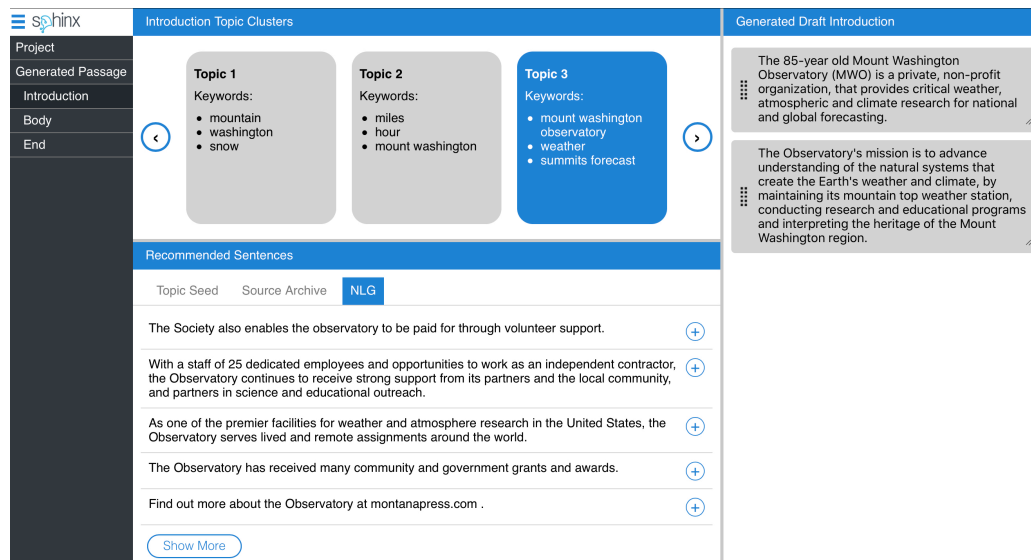 sphinx
Project
Generated Passage
Introduction
Body
End
Introduction Topic Clusters
Topic 1
Keywords:
mountain
washington
snow
Topic 2
Keywords:
miles
hour
mount washington
Topic 3
Keywords:
mount washington
observatory
weather
summits forecast
Recommended Sentences
Topic Seed Source Archive NLG
The Society also enables the observatory to be paid for through volunteer support.
With a staff of 25 dedicated employees and opportunities to work as an independent contractor,
the Observatory continues to receive strong support from its partners and the local community,
and partners in science and educational outreach.
As one of the premier facilities for weather and atmosphere research in the United States, the
Observatory serves lived and remote assignments around the world.
The Observatory has received many community and government grants and awards.
Find out more about the Observatory at montanapress.com .
Show More
Generated Draft Introduction
The 85-year old Mount Washington
Observatory (MWO) is a private, non-profit
organization, that provides critical weather,
atmospheric and climate research for national
and global forecasting.
The Observatory's mission is to advance
understanding of the natural systems that
create the Earth's weather and climate, by
maintaining its mountain top weather station,
conducting research and educational programs
and interpreting the heritage of the Mount
Washington region.